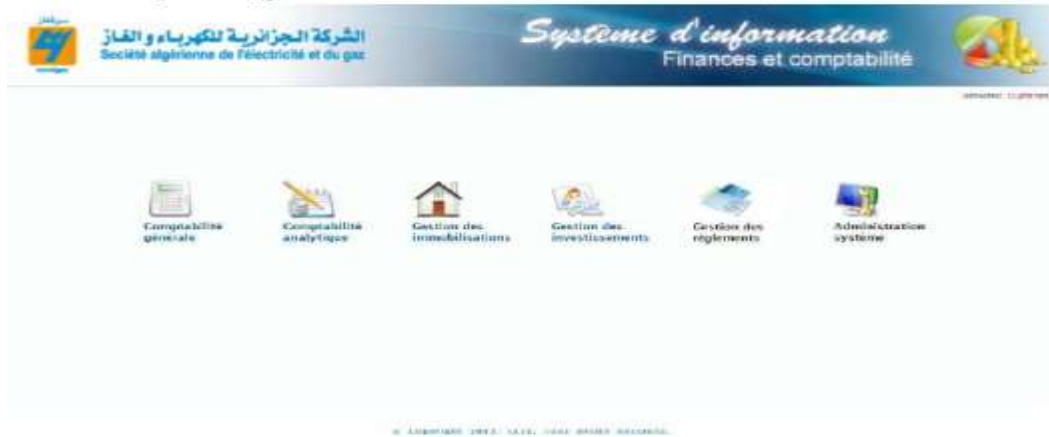 سونلغاز
الشركة الجزائرية للكهرباء و الغاز
Société algérienne de l'électricité et du gaz
Système d'information
Finances et comptabilité
Comptabilité générale
Comptabilité analytique
Gestion des immobilisations
Gestion des investissements
Gestion des règlements
Administration système